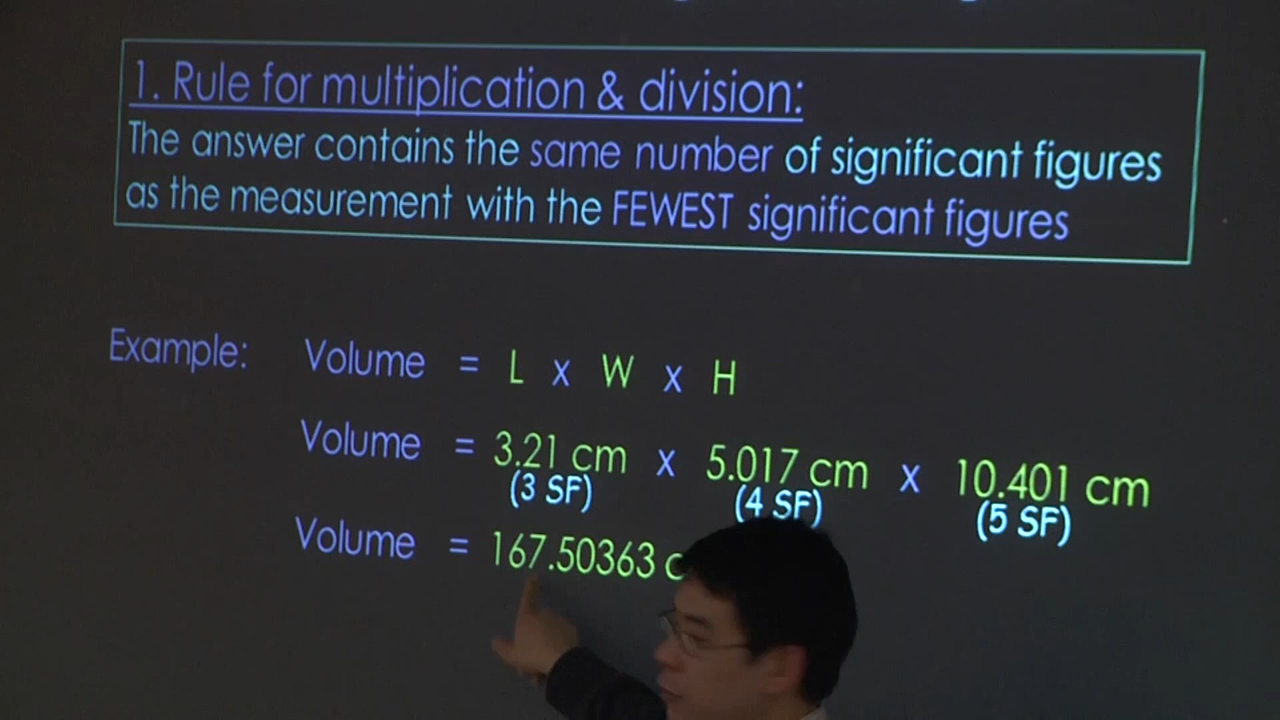 1. Rule for multiplication & division:
The answer contains the same number of significant figures
as the measurement with the FEWEST significant figures
Example: Volume = L x W x H
Volume = 3.21 cm x 5.017 cm x 10.401 cm
(3 SF) (4 SF) (5 SF)
Volume = 167.50363